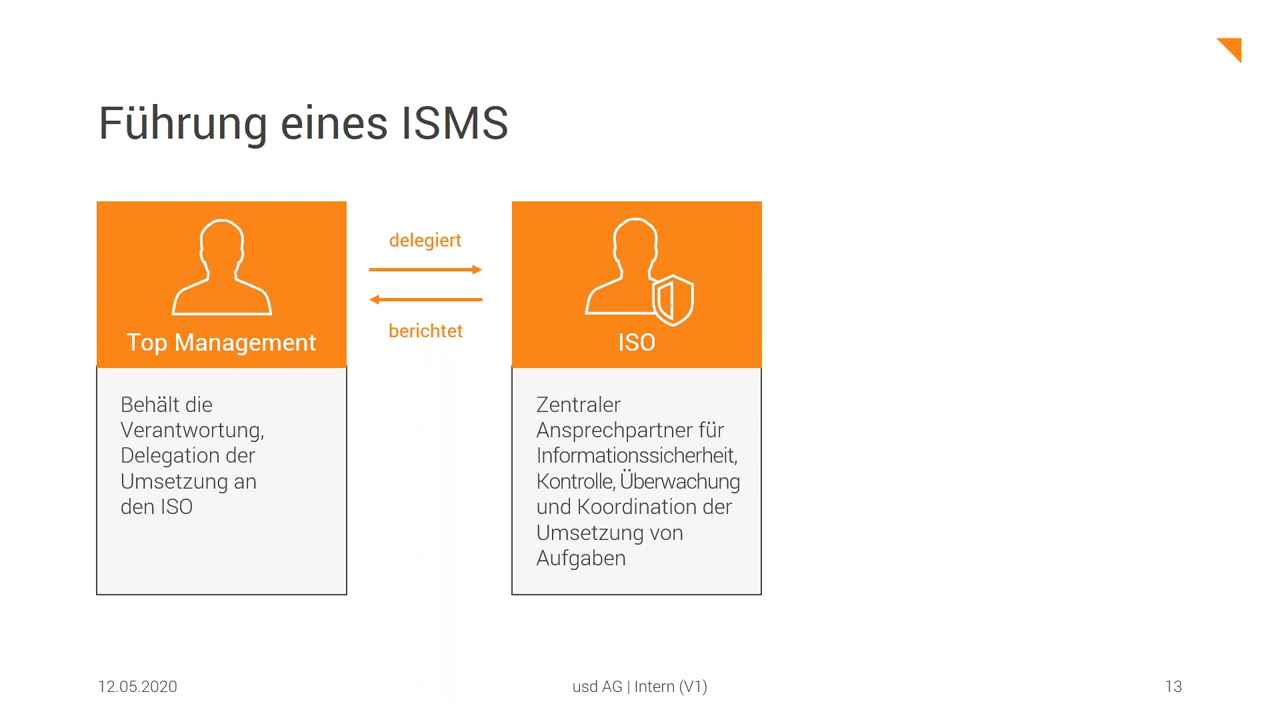 Führung eines ISMS
delegiert
berichtet
Top Management
Behält die
Verantwortung,
Delegation der
Umsetzung an
den ISO
ISO
Zentraler
Ansprechpartner für
Informationssicherheit,
Kontrolle, Überwachung
und Koordination der
Umsetzung von
Aufgaben
12.05.2020
usd AG | Intern (V1)
13